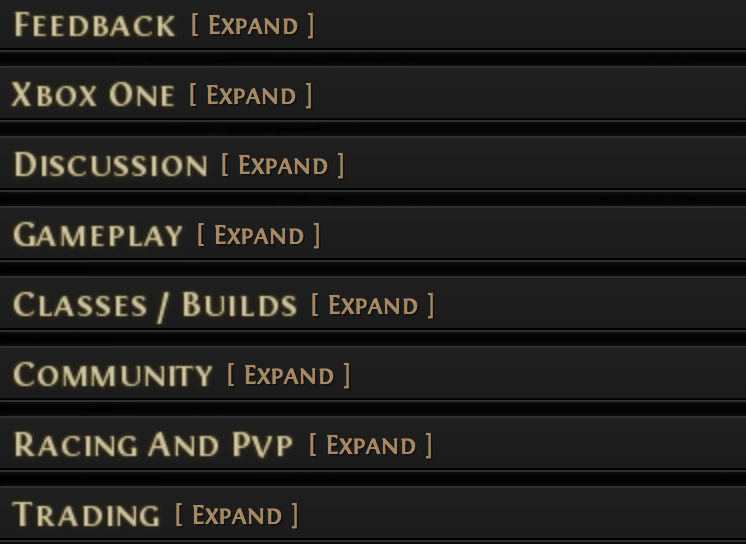 Feedback [ Expand ]
Xbox One [ Expand ]
Discussion [ Expand ]
Gameplay [ Expand ]
Classes / Builds [ Expand ]
Community [ Expand ]
Racing And PvP [ Expand ]
Trading [ Expand ]